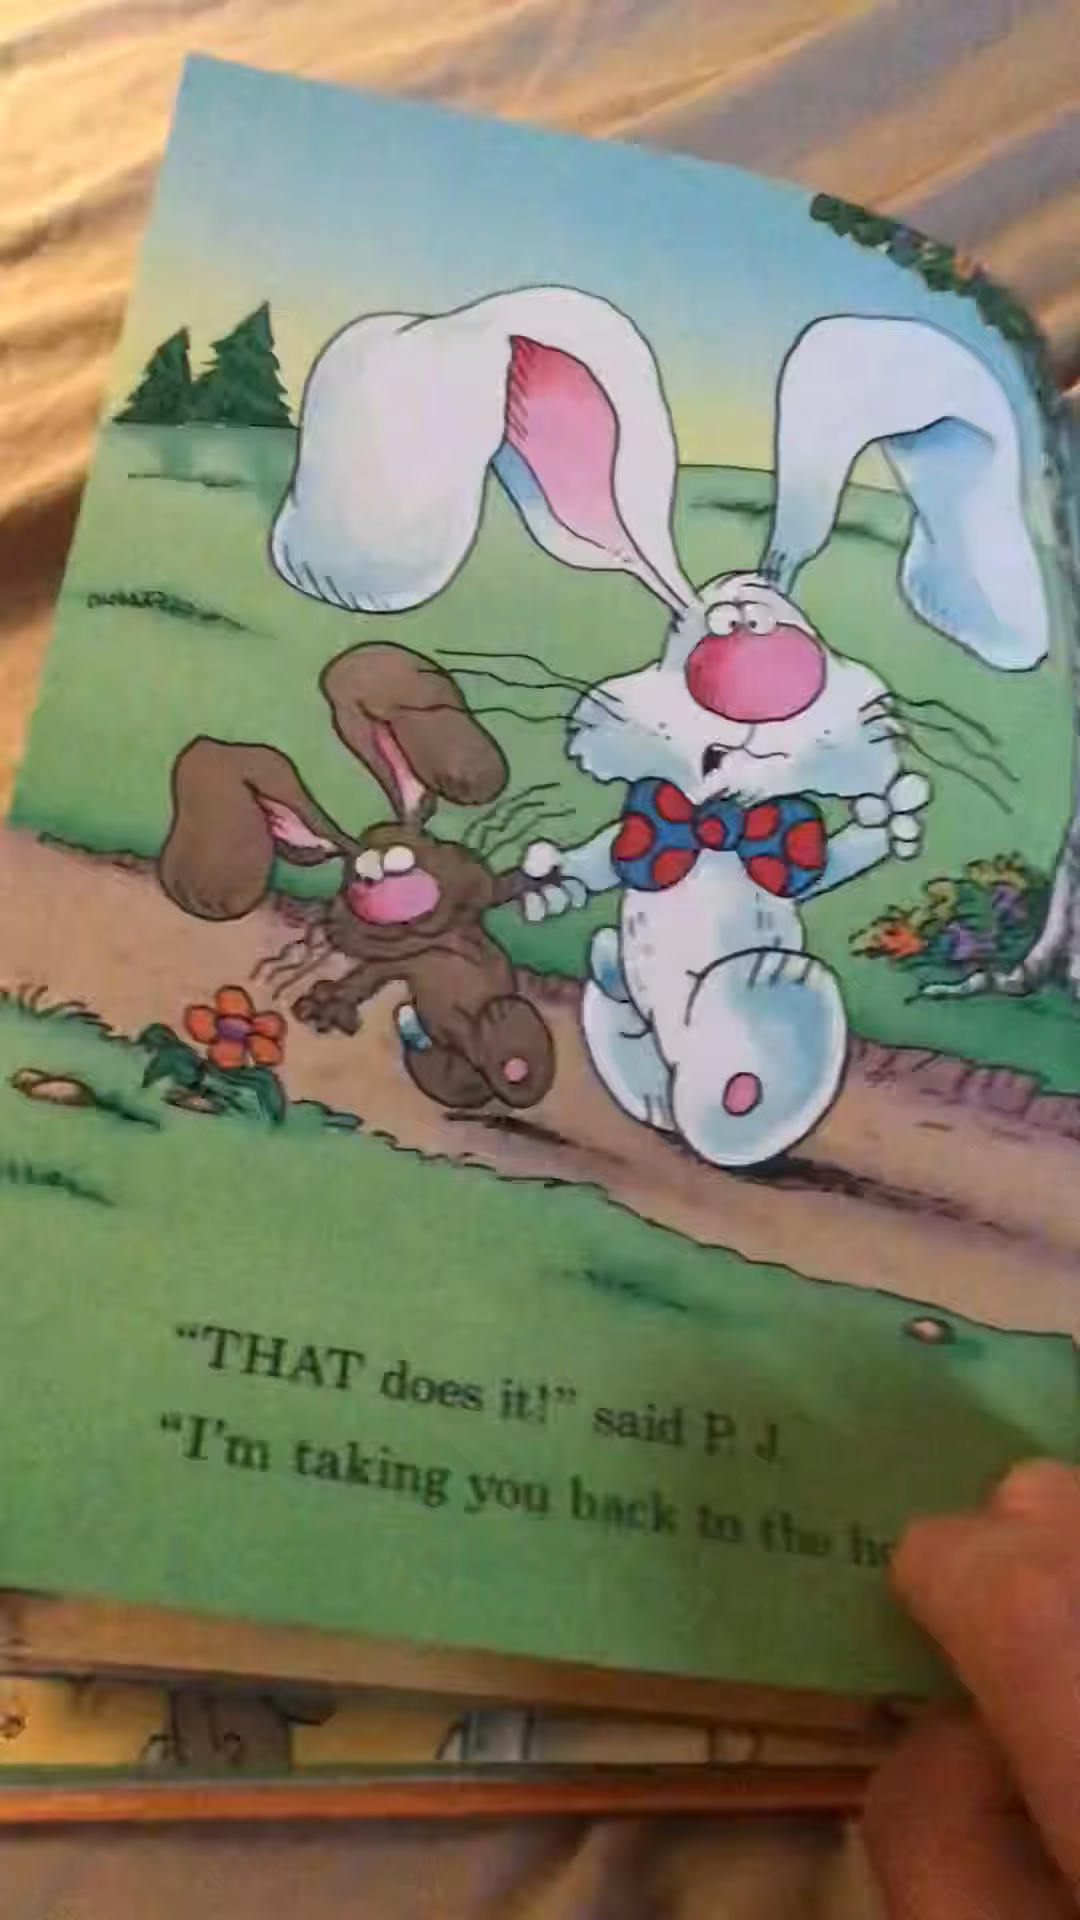 “THAT does it!” said P. J.
“I'm taking you back to the